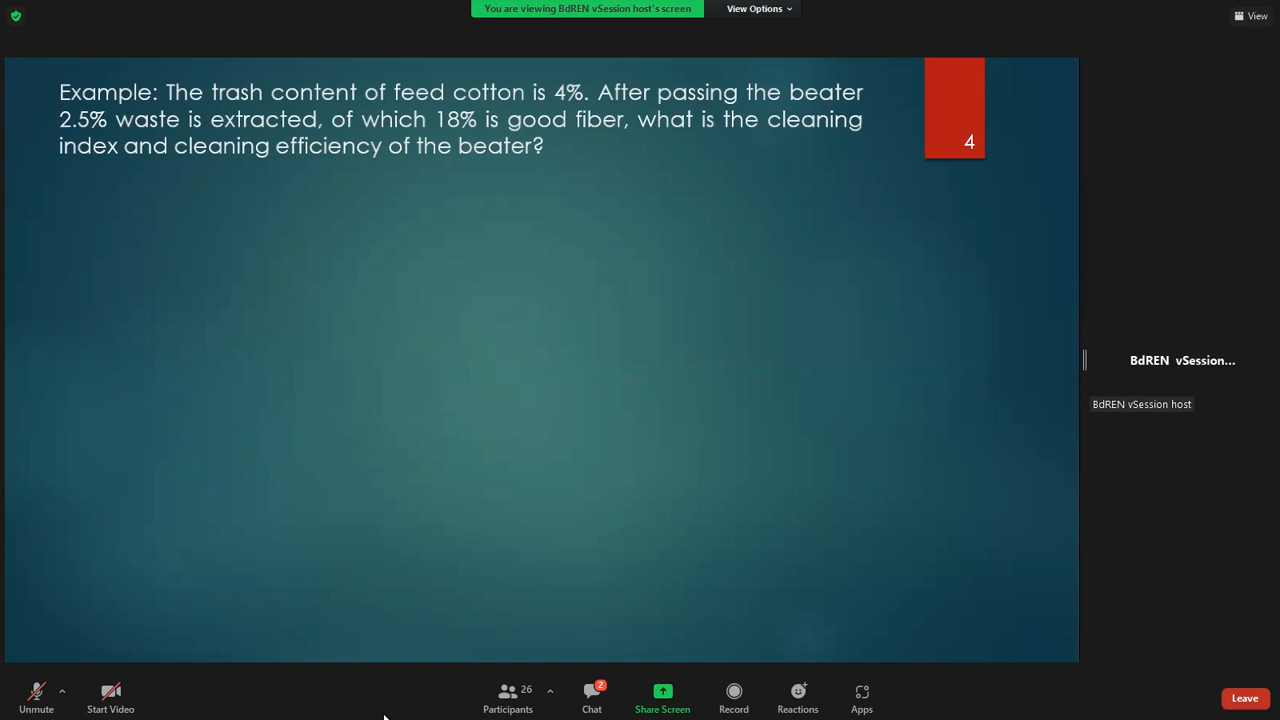 You are viewing BdREN vSession host's screen
View Options
View
Example: The trash content of feed cotton is 4%. After passing the beater
2.5% waste is extracted, of which 18% is good fiber, what is the cleaning
index and cleaning efficiency of the beater?
4
BdREN vSession...
BdREN vSession host
Unmute
Start Video
26
Participants
2
Chat
Share Screen
Record
Reactions
Apps
Leave